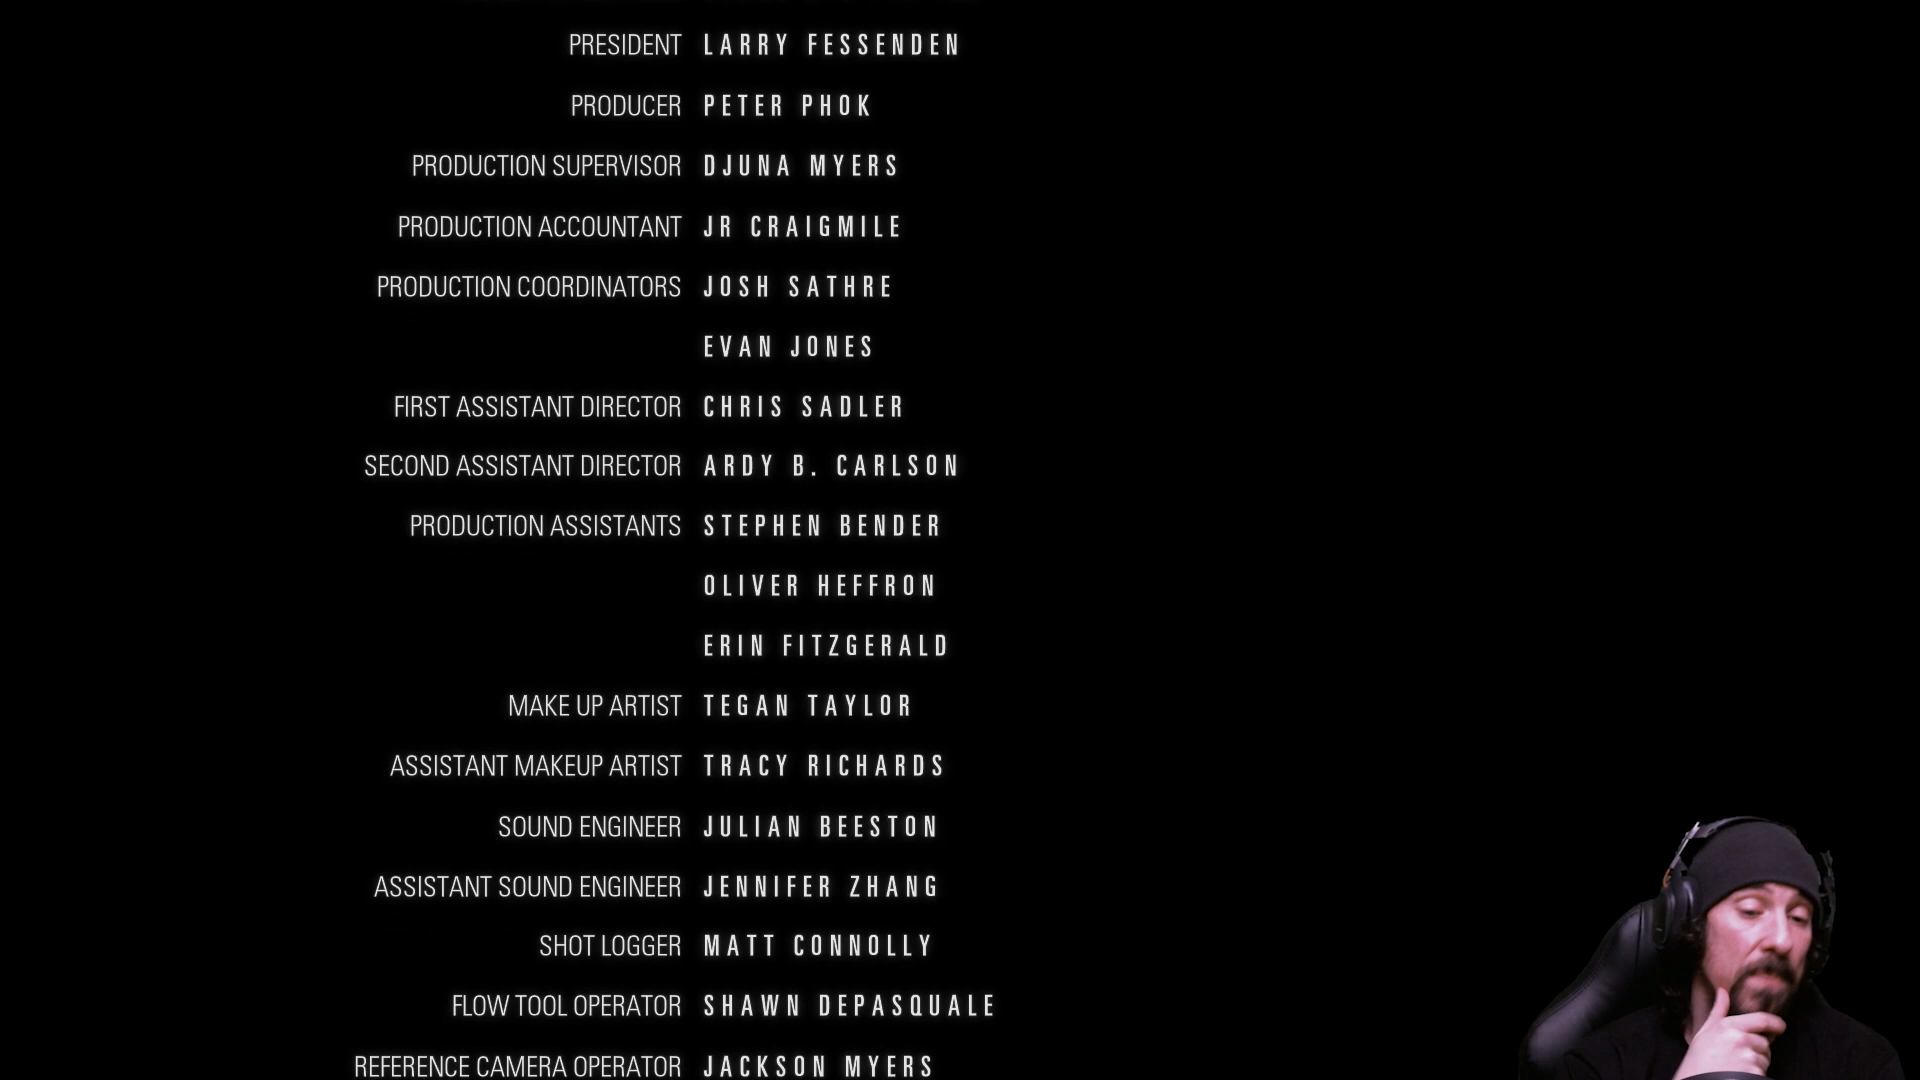 PRESIDENT LARRY FESSENDEN
PRODUCER PETER PHOK
PRODUCTION SUPERVISOR DJUNA MYERS
PRODUCTION ACCOUNTANT JR CRAIGMILE
PRODUCTION COORDINATORS JOSH SATHRE
EVAN JONES
FIRST ASSISTANT DIRECTOR CHRIS SADLER
SECOND ASSISTANT DIRECTOR ARDY B. CARLSON
PRODUCTION ASSISTANTS STEPHEN BENDER
OLIVER HEFFRON
ERIN FITZGERALD
MAKE UP ARTIST TEGAN TAYLOR
ASSISTANT MAKEUP ARTIST TRACY RICHARDS
SOUND ENGINEER JULIAN BEESTON
ASSISTANT SOUND ENGINEER JENNIFER ZHANG
SHOT LOGGER MATT CONNOLLY
FLOW TOOL OPERATOR SHAWN DEPASQUALE
REFERENCE CAMERA OPERATOR JACKSON MYERS